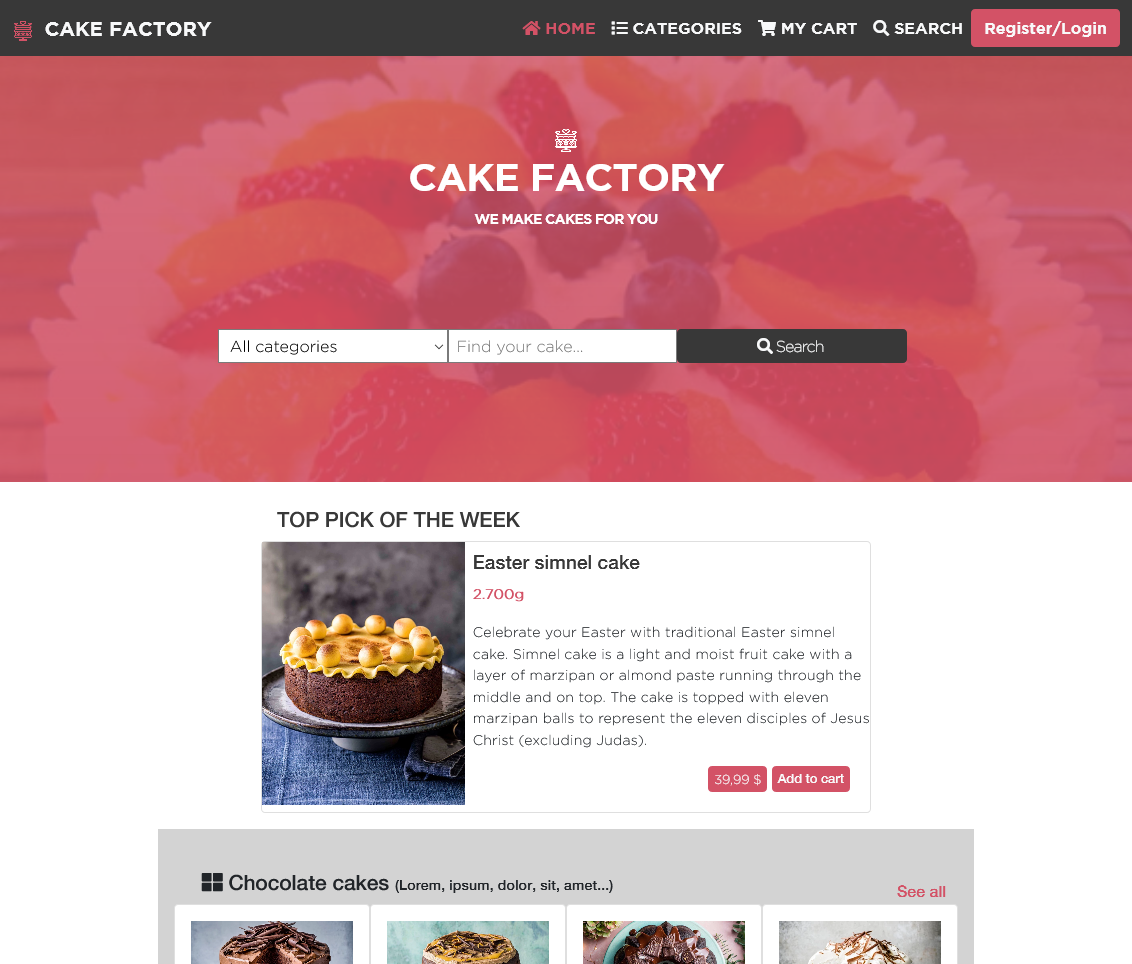 CAKE FACTORY
HOME
CATEGORIES
MY CART
SEARCH
Register/Login
CAKE FACTORY
WE MAKE CAKES FOR YOU
All categories
Find your cake...
Search
TOP PICK OF THE WEEK
Easter simnel cake
2.700g
Celebrate your Easter with traditional Easter simnel
cake. Simnel cake is a light and moist fruit cake with a
layer of marzipan or almond paste running through the
middle and on top. The cake is topped with eleven
marzipan balls to represent the eleven disciples of Jesus
Christ (excluding Judas).
39,99 $
Add to cart
Chocolate cakes (Lorem, ipsum, dolor, sit, amet...)
See all